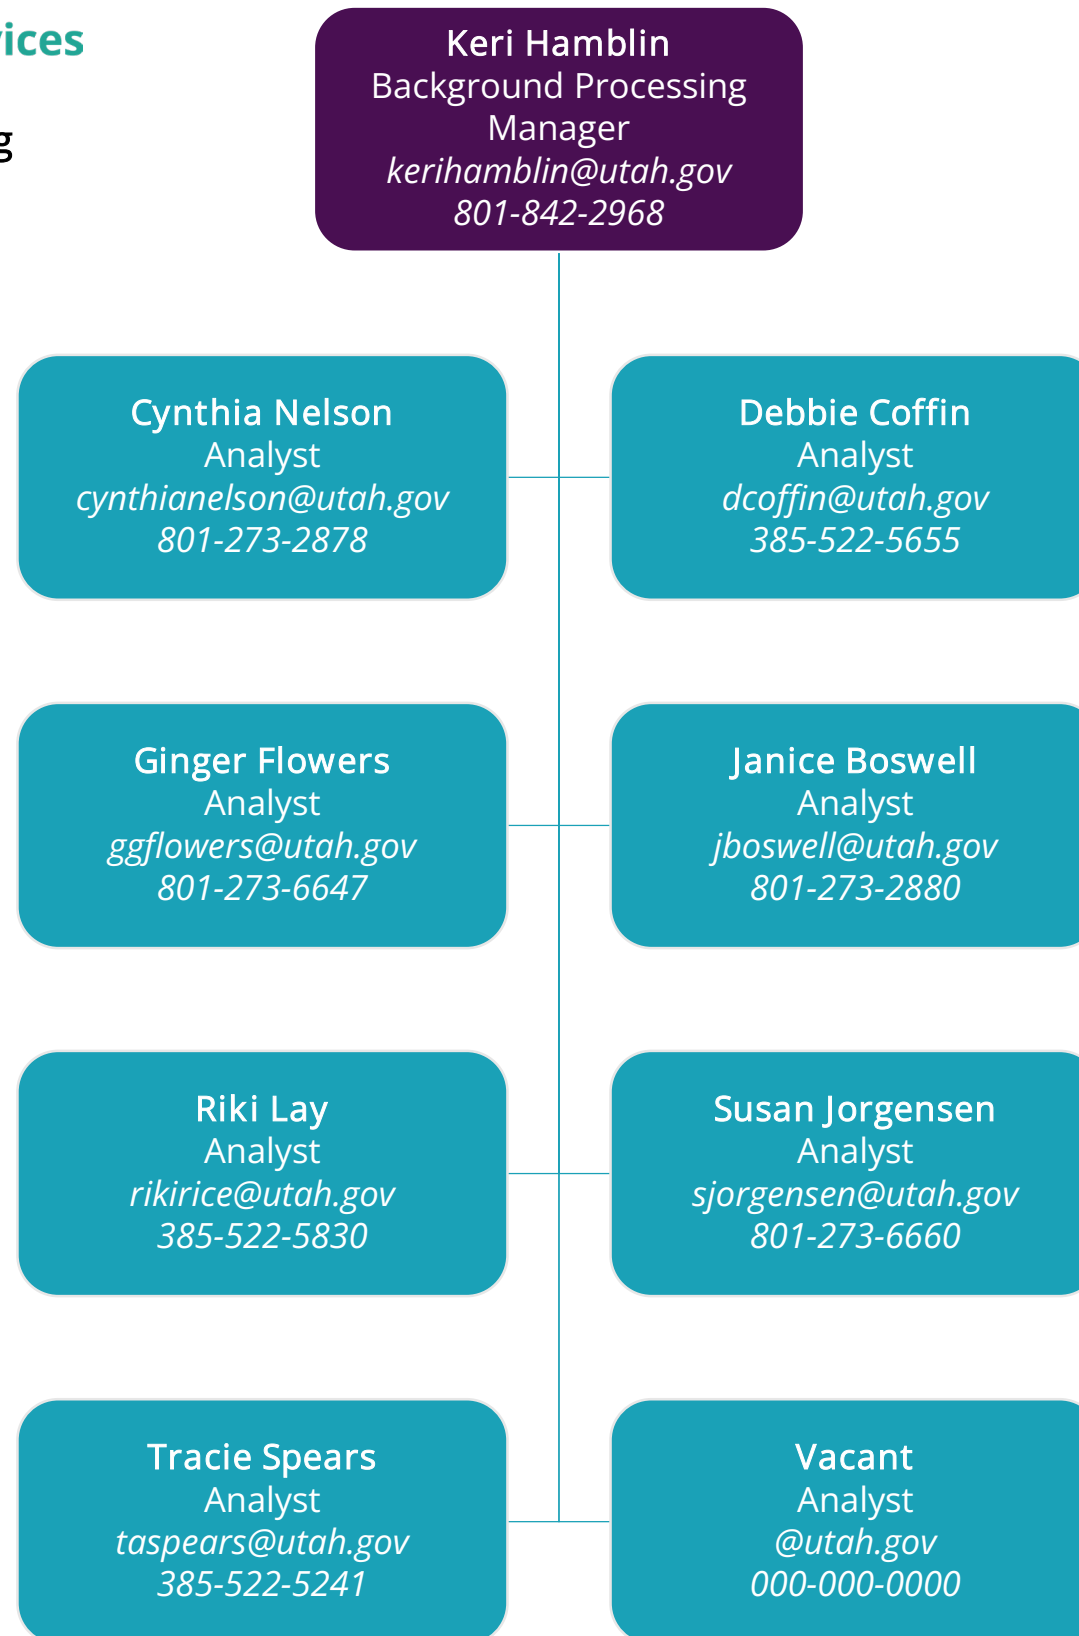 Keri Hamblin
Background Processing
Manager
kerihamblin@utah.gov
801-842-2968
Cynthia Nelson
Analyst
cynthianelson@utah.gov
801-273-2878
Debbie Coffin
Analyst
dcoffin@utah.gov
385-522-5655
Ginger Flowers
Analyst
ggflowers@utah.gov
801-273-6647
Janice Boswell
Analyst
jboswell@utah.gov
801-273-2880
Riki Lay
Analyst
rikirice@utah.gov
385-522-5830
Susan Jorgensen
Analyst
sjorgensen@utah.gov
801-273-6660
Tracie Spears
Analyst
taspears@utah.gov
385-522-5241
Vacant
Analyst
@utah.gov
000-000-0000